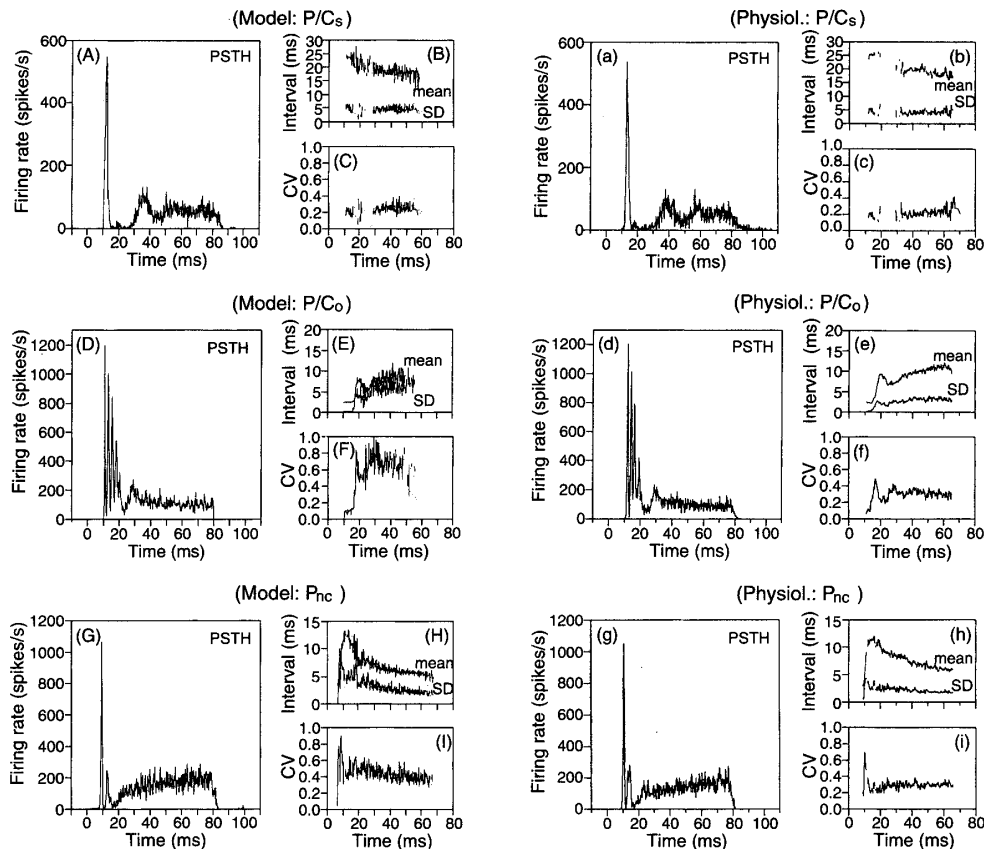 (Model: P/Cs)
(A)
PSTH
Firing rate (spikes/s)
600
400
200
0
0 20 40 60 80 100
Time (ms)
(B)
Interval (ms)
30
25
20
15
10
5
0
mean
SD
(C)
CV
1.0
0.8
0.6
0.4
0.2
0.0
0 20 40 60 80
Time (ms)
(Physiol.: P/Cs)
(a)
PSTH
Firing rate (spikes/s)
600
400
200
0
0 20 40 60 80 100
Time (ms)
(b)
Interval (ms)
30
25
20
15
10
5
0
mean
SD
(c)
CV
1.0
0.8
0.6
0.4
0.2
0.0
0 20 40 60 80
Time (ms)
(Model: P/Co)
(D)
PSTH
Firing rate (spikes/s)
1200
1000
800
600
400
200
0
0 20 40 60 80 100
Time (ms)
(E)
Interval (ms)
20
15
10
5
0
mean
SD
(F)
CV
1.0
0.8
0.6
0.4
0.2
0.0
0 20 40 60 80
Time (ms)
(Physiol.: P/Co)
(d)
PSTH
Firing rate (spikes/s)
1200
1000
800
600
400
200
0
0 20 40 60 80 100
Time (ms)
(e)
Interval (ms)
20
15
10
5
0
mean
SD
(f)
CV
1.0
0.8
0.6
0.4
0.2
0.0
0 20 40 60 80
Time (ms)
(Model: Pnc )
(G)
PSTH
Firing rate (spikes/s)
1200
1000
800
600
400
200
0
0 20 40 60 80 100
Time (ms)
(H)
Interval (ms)
15
10
5
0
mean
SD
(I)
CV
1.0
0.8
0.6
0.4
0.2
0.0
0 20 40 60 80
Time (ms)
(Physiol.: Pnc)
(g)
PSTH
Firing rate (spikes/s)
1200
1000
800
600
400
200
0
0 20 40 60 80 100
Time (ms)
(h)
Interval (ms)
15
10
5
0
mean
SD
(i)
CV
1.0
0.8
0.6
0.4
0.2
0.0
0 20 40 60 80
Time (ms)